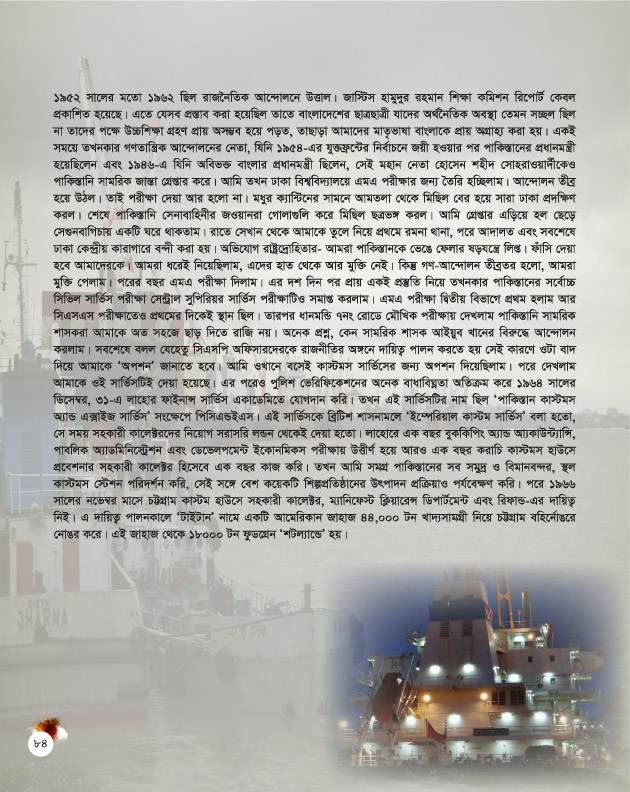 ১৯৫২ সালের মতো ১৯৬২ ছিল রাজনৈতিক আন্দোলনে উত্তাল। জাস্টিস হামুদুর রহমান শিক্ষা কমিশন রিপোর্ট কেবল
প্রকাশিত হয়েছে। এতে যেসব প্রস্তাব করা হয়েছিল তাতে বাংলাদেশের ছাত্রছাত্রী যাদের অর্থনৈতিক অবস্থা তেমন সচ্ছল ছিল
না তাদের পক্ষে উচ্চশিক্ষা গ্রহণ প্রায় অসম্ভব হয়ে পড়ত, তাছাড়া আমাদের মাতৃভাষা বাংলাকে প্রায় অগ্রাহ্য করা হয়। একই
সময়ে তখনকার গণতান্ত্রিক আন্দোলনের নেতা, যিনি ১৯৫৪-এর যুক্তফ্রন্টের নির্বাচনে জয়ী হওয়ার পর পাকিস্তানের প্রধানমন্ত্রী
হয়েছিলেন এবং ১৯৪৬-এ যিনি অবিভক্ত বাংলার প্রধানমন্ত্রী ছিলেন, সেই মহান নেতা হোসেন শহীদ সোহরাওয়ার্দীকেও
পাকিস্তানি সামরিক জান্তা গ্রেপ্তার করে। আমি তখন ঢাকা বিশ্ববিদ্যালয়ে এমএ পরীক্ষার জন্য তৈরি হচ্ছিলাম। আন্দোলন তীব্র
হয়ে উঠল। তাই পরীক্ষা দেয়া আর হলো না। মধুর ক্যান্টিনের সামনে আমতলা থেকে মিছিল বের হয়ে সারা ঢাকা প্রদক্ষিণ
করল। শেষে পাকিস্তানি সেনাবাহিনীর জওয়ানরা গোলাগুলি করে মিছিল ছত্রভঙ্গ করল। আমি গ্রেপ্তার এড়িয়ে হল ছেড়ে
সেগুনবাগিচায় একটি ঘরে থাকতাম। রাতে সেখান থেকে আমাকে তুলে নিয়ে প্রথমে রমনা থানা, পরে আদালত এবং সবশেষে
ঢাকা কেন্দ্রীয় কারাগারে বন্দী করা হয়। অভিযোগ রাষ্ট্রদ্রোহিতার- আমরা পাকিস্তানকে ভেঙে ফেলার ষড়যন্ত্রে লিপ্ত। ফাঁসি দেয়া
হবে আমাদেরকে। আমরা ধরেই নিয়েছিলাম, এদের হাত থেকে আর মুক্তি নেই। কিন্তু গণ-আন্দোলন তীব্রতর হলো, আমরা
মুক্তি পেলাম। পরের বছর এমএ পরীক্ষা দিলাম। এর দশ দিন পর প্রায় একই প্রস্তুতি নিয়ে তখনকার পাকিস্তানের সর্বোচ্চ
সিভিল সার্ভিস পরীক্ষা সেন্ট্রাল সুপিরিয়র সার্ভিস পরীক্ষাটিও সমাপ্ত করলাম। এমএ পরীক্ষা দ্বিতীয় বিভাগে প্রথম হলাম আর
সিএসএস পরীক্ষাতেও প্রথমের দিকেই স্থান ছিল। তারপর ধানমন্ডি ৭নং রোডে মৌখিক পরীক্ষায় দেখলাম পাকিস্তানি সামরিক
শাসকরা আমাকে অত সহজে ছাড় দিতে রাজি নয়। অনেক প্রশ্ন, কেন সামরিক শাসক আইয়ুব খানের বিরুদ্ধে আন্দোলন
করলাম। সবশেষে বলল যেহেতু সিএসপি অফিসারদেরকে রাজনীতির অঙ্গনে দায়িত্ব পালন করতে হয় সেই কারণে ওটা বাদ
দিয়ে আমাকে ‘অপশন’ জানাতে হবে। আমি ওখানে বসেই কাস্টমস সার্ভিসের জন্য অপশন দিয়েছিলাম। পরে দেখলাম
আমাকে ওই সার্ভিসটিই দেয়া হয়েছে। এর পরেও পুলিশ ভেরিফিকেশনের অনেক বাধাবিঘ্নতা অতিক্রম করে ১৯৬৪ সালের
ডিসেম্বর, ৩১-এ লাহোর ফাইনান্স সার্ভিস একাডেমিতে যোগদান করি। তখন এই সার্ভিসটির নাম ছিল ‘পাকিস্তান কাস্টমস
অ্যান্ড এক্সাইজ সার্ভিস’ সংক্ষেপে পিসিএন্ডইএস। এই সার্ভিসকে ব্রিটিশ শাসনামলে ‘ইম্পেরিয়াল কাস্টম সার্ভিস’ বলা হতো,
সে সময় সহকারী কালেক্টরদের নিয়োগ সরাসরি লন্ডন থেকেই দেয়া হতো। লাহোরে এক বছর বুককিপিং অ্যান্ড অ্যাকাউন্ট্যান্সি,
পাবলিক অ্যাডমিনিস্ট্রেশন এবং ডেভেলপমেন্ট ইকোনমিকস পরীক্ষায় উত্তীর্ণ হয়ে আরও এক বছর করাচি কাস্টমস হাউসে
প্রবেশনার সহকারী কালেক্টর হিসেবে এক বছর কাজ করি। তখন আমি সমগ্র পাকিস্তানের সব সমুদ্র ও বিমানবন্দর, স্থল
কাস্টমস স্টেশন পরিদর্শন করি, সেই সঙ্গে বেশ কয়েকটি শিল্পপ্রতিষ্ঠানের উৎপাদন প্রক্রিয়াও পর্যবেক্ষণ করি। পরে ১৯৬৬
সালের নভেম্বর মাসে চট্টগ্রাম কাস্টম হাউসে সহকারী কালেক্টর, ম্যানিফেস্ট ক্লিয়ারেন্স ডিপার্টমেন্ট এবং রিফান্ড-এর দায়িত্ব
নিই। এ দায়িত্ব পালনকালে ‘টাইটান’ নামে একটি আমেরিকান জাহাজ ৪৪,০০০ টন খাদ্যসামগ্রী নিয়ে চট্টগ্রাম বহির্নোঙরে
নোঙর করে। এই জাহাজ থেকে ১৮০০০ টন ফুডগ্রেন ‘শর্টল্যান্ডে’ হয়।
৮৪